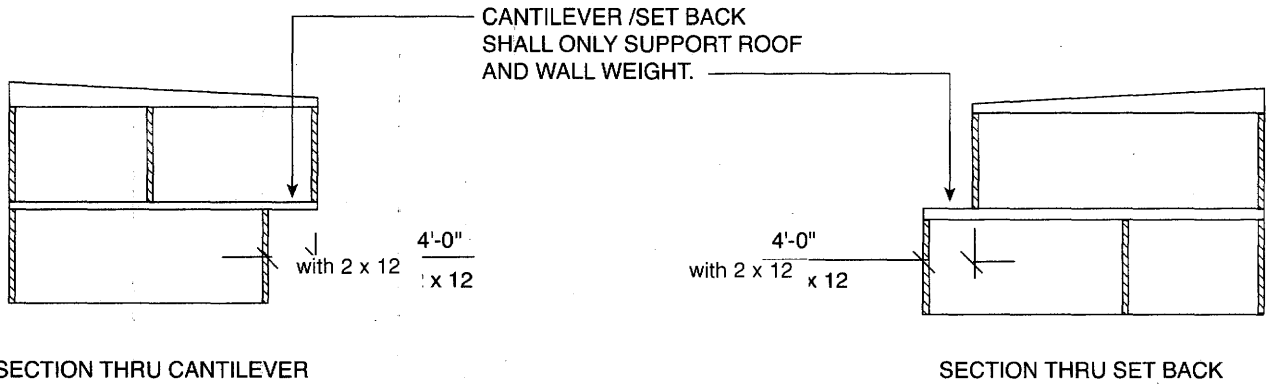 CANTILEVER /SET BACK
SHALL ONLY SUPPORT ROOF
AND WALL WEIGHT.
4'-0"
with 2 x 12
x 12
4'-0"
with 2 x 12
x 12
SECTION THRU CANTILEVER
SECTION THRU SET BACK